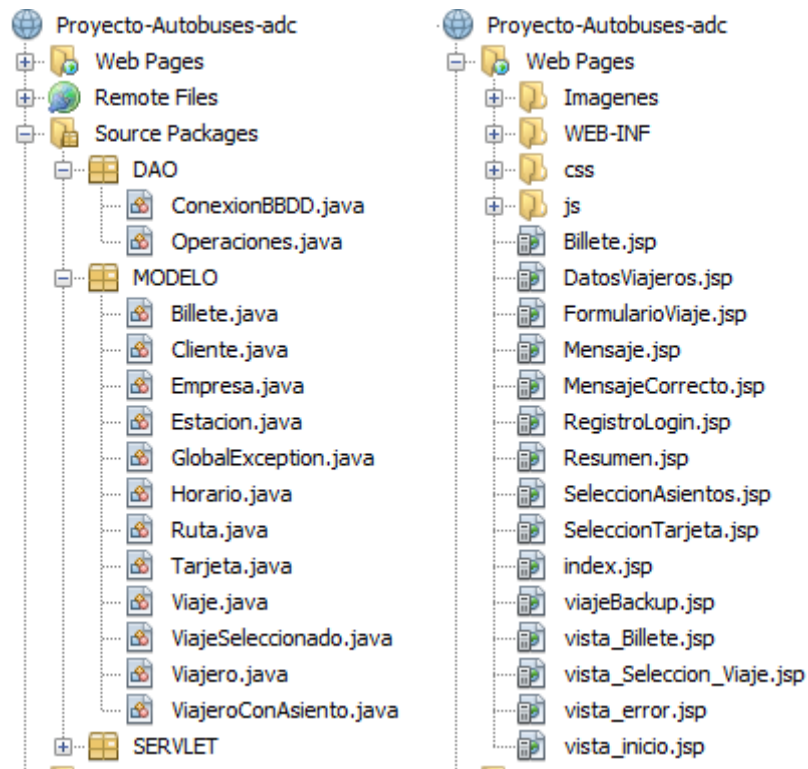 Proyecto-Autobuses-adc
Web Pages
Remote Files
Source Packages
DAO
ConexionBBDD.java
Operaciones.java
MODELO
Billete.java
Cliente.java
Empresa.java
Estacion.java
GlobalException.java
Horario.java
Ruta.java
Tarjeta.java
Viaje.java
ViajeSeleccionado.java
Viajero.java
ViajeroConAsiento.java
SERVLET
Proyecto-Autobuses-adc
Web Pages
Imagenes
WEB-INF
css
js
Billete.jsp
DatosViajeros.jsp
FormularioViaje.jsp
Mensaje.jsp
MensajeCorrecto.jsp
RegistroLogin.jsp
Resumen.jsp
SeleccionAsientos.jsp
SeleccionTarjeta.jsp
index.jsp
viajeBackup.jsp
vista_Billete.jsp
vista_Seleccion_Viaje.jsp
vista_error.jsp
vista_inicio.jsp